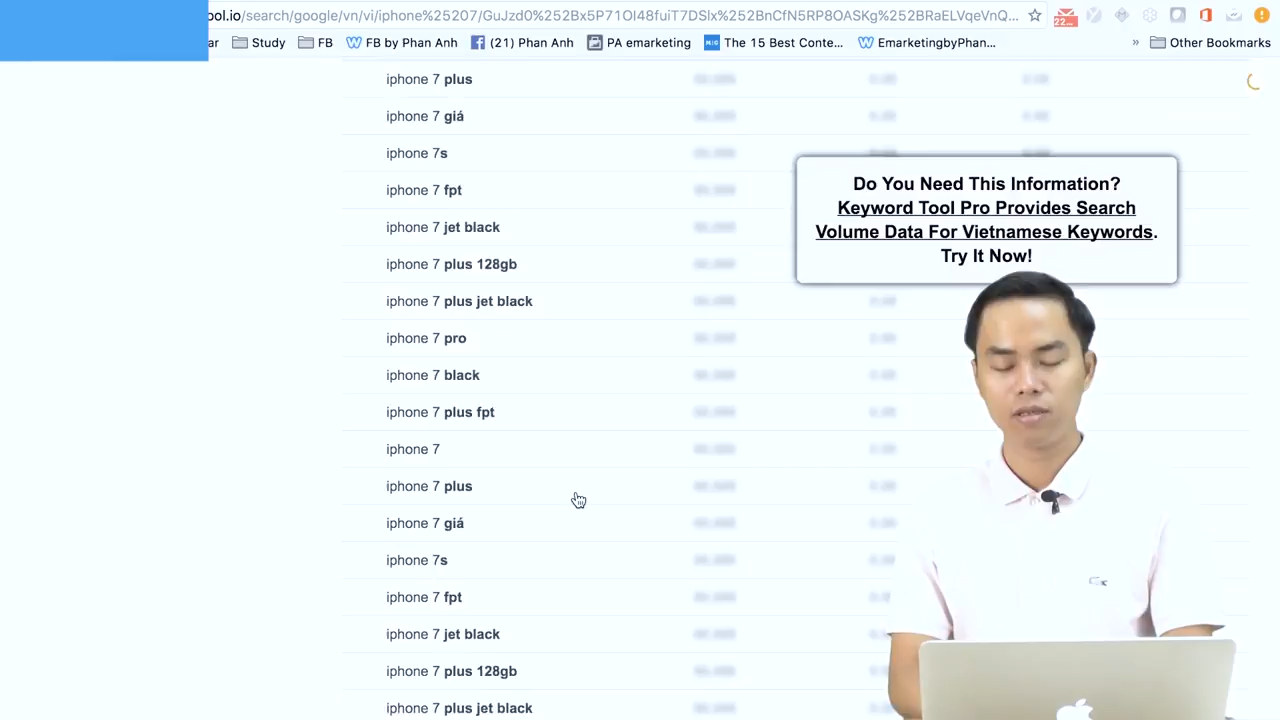 ool.io/search/google/vn/vi/iphone%25207/GuJzd0%252Bx5P71Ol48fuiT7DSlx%252BnCfN5RP8OASKg%252BRaELVqeVnQ...
ar Study FB FB by Phan Anh (21) Phan Anh PA emarketing The 15 Best Conte... EmarketingbyPhan... » Other Bookmarks
iphone 7 plus
iphone 7 giá
iphone 7s
iphone 7 fpt
iphone 7 jet black
iphone 7 plus 128gb
iphone 7 plus jet black
iphone 7 pro
iphone 7 black
iphone 7 plus fpt
iphone 7
iphone 7 plus
iphone 7 giá
iphone 7s
iphone 7 fpt
iphone 7 jet black
iphone 7 plus 128gb
iphone 7 plus jet black
Do You Need This Information?
Keyword Tool Pro Provides Search
Volume Data For Vietnamese Keywords.
Try It Now!